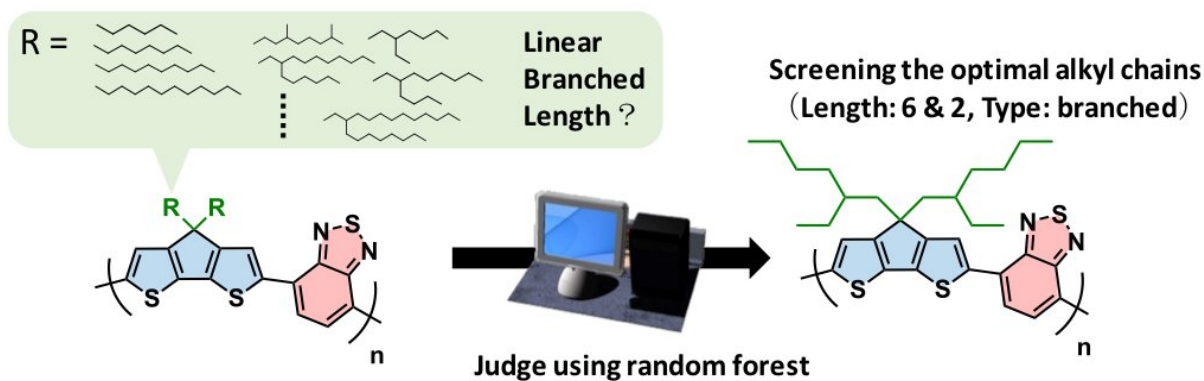 R =
Linear
Branched
Length ?
Screening the optimal alkyl chains
(Length: 6 & 2, Type: branched)
R R
S S N S N
n
S S N S N
n
Judge using random forest